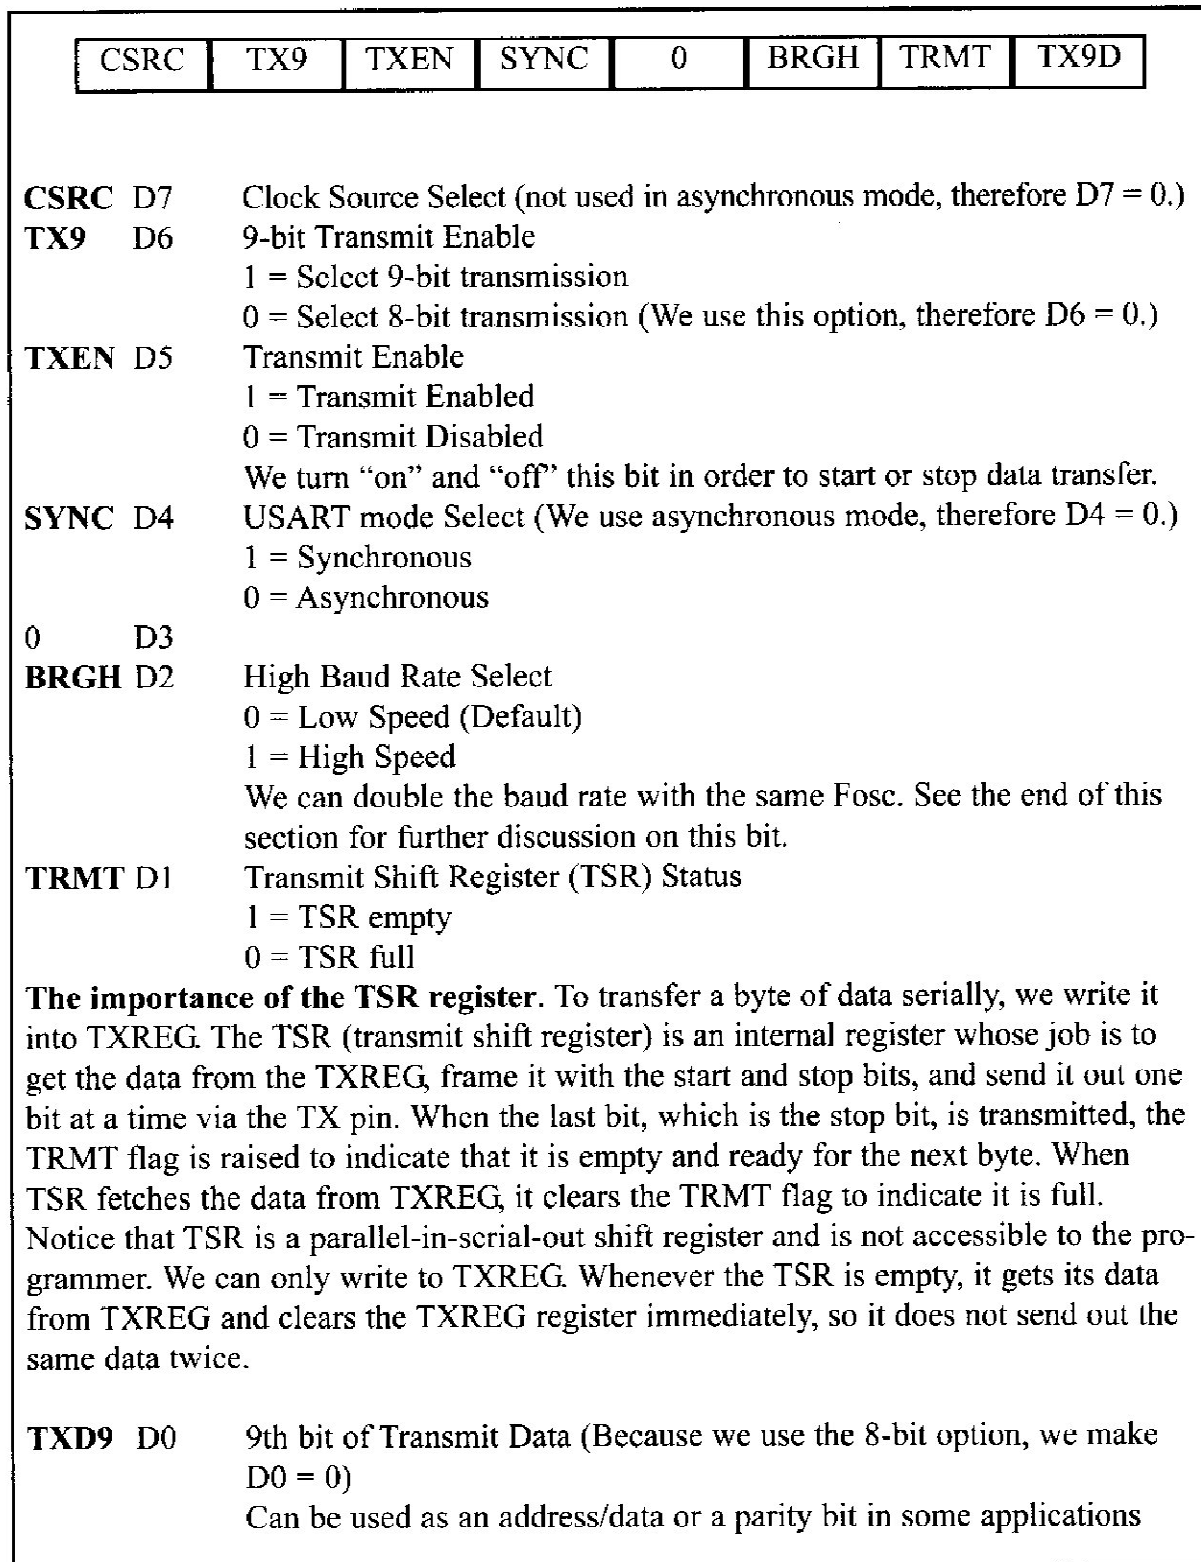 CSRC TX9 TXEN SYNC 0 BRGH TRMT TX9D
CSRC D7 Clock Source Select (not used in asynchronous mode, therefore D7 = 0.)
TX9 D6 9-bit Transmit Enable
1 = Select 9-bit transmission
0 = Select 8-bit transmission (We use this option, therefore D6 = 0.)
TXEN D5 Transmit Enable
1 = Transmit Enabled
0 = Transmit Disabled
We turn “on” and “off” this bit in order to start or stop data transfer.
SYNC D4 USART mode Select (We use asynchronous mode, therefore D4 = 0.)
1 = Synchronous
0 = Asynchronous
0 D3
BRGH D2 High Baud Rate Select
0 = Low Speed (Default)
1 = High Speed
We can double the baud rate with the same Fosc. See the end of this
section for further discussion on this bit.
TRMT D1 Transmit Shift Register (TSR) Status
1 = TSR empty
0 = TSR full
The importance of the TSR register. To transfer a byte of data serially, we write it
into TXREG. The TSR (transmit shift register) is an internal register whose job is to
get the data from the TXREG, frame it with the start and stop bits, and send it out one
bit at a time via the TX pin. When the last bit, which is the stop bit, is transmitted, the
TRMT flag is raised to indicate that it is empty and ready for the next byte. When
TSR fetches the data from TXREG, it clears the TRMT flag to indicate it is full.
Notice that TSR is a parallel-in-serial-out shift register and is not accessible to the pro-
grammer. We can only write to TXREG. Whenever the TSR is empty, it gets its data
from TXREG and clears the TXREG register immediately, so it does not send out the
same data twice.
TXD9 D0 9th bit of Transmit Data (Because we use the 8-bit option, we make
D0 = 0)
Can be used as an address/data or a parity bit in some applications